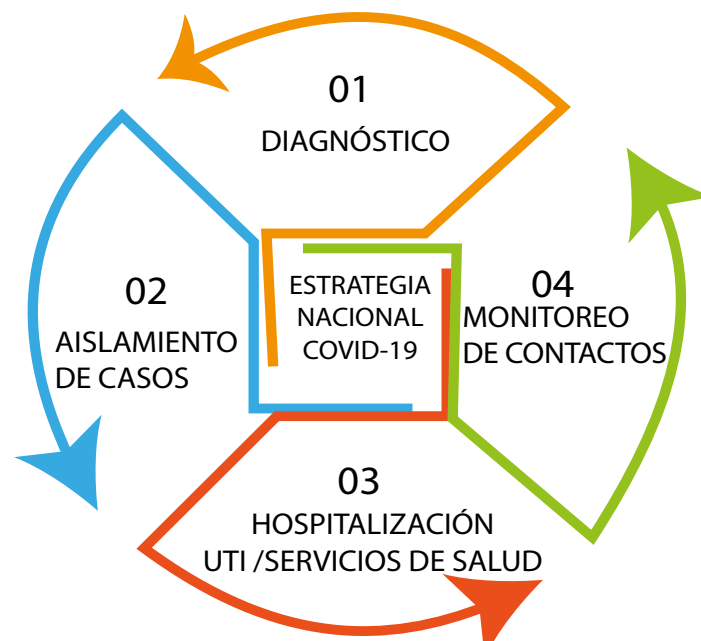 01
DIAGNÓSTICO
02
AISLAMIENTO
DE CASOS
ESTRATEGIA
NACIONAL
COVID-19
04
MONITOREO
DE CONTACTOS
03
HOSPITALIZACIÓN
UTI /SERVICIOS DE SALUD